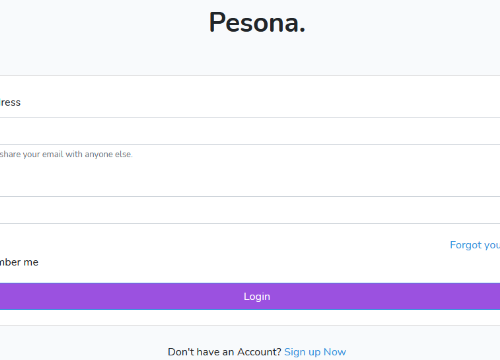 Pesona.
ress
share your email with anyone else.
Forgot you
mber me
Login
Don't have an Account? Sign up Now